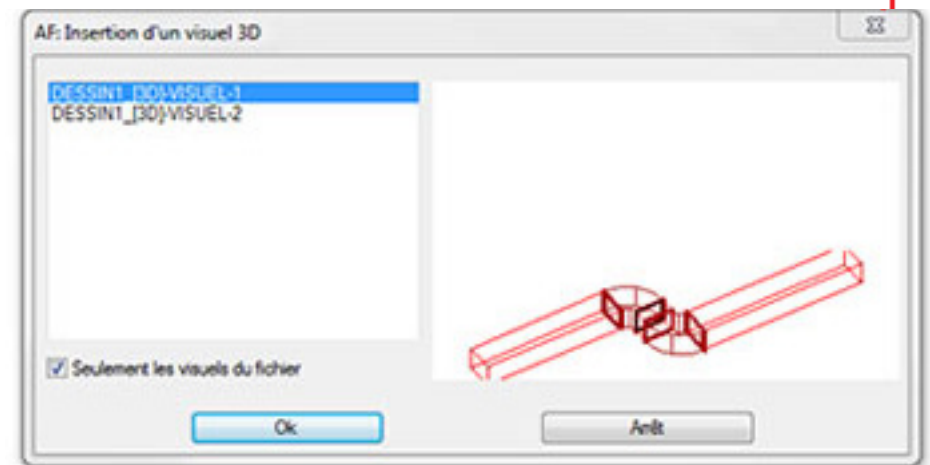 AF: Insertion d'un visuel 3D
DESSIN1_[3D]-VISUEL-1
DESSIN1_[3D]-VISUEL-2
Seulement les visuels du fichier
Ok
Arrêt